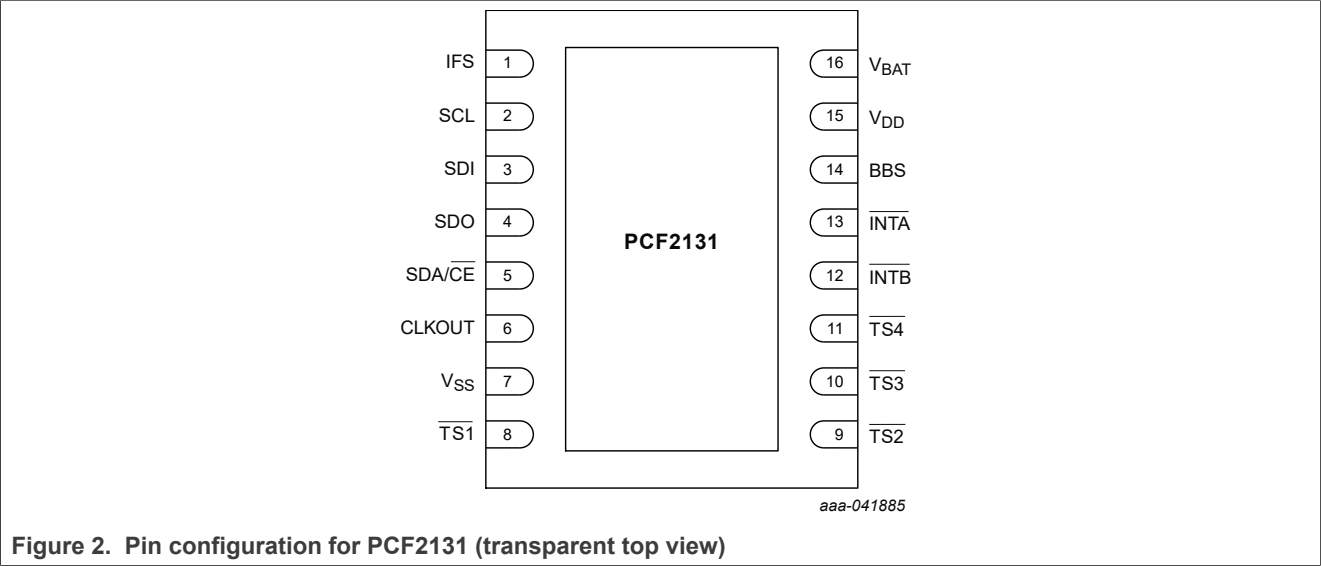 IFS 1 16 VBAT
SCL 2 15 VDD
SDI 3 14 BBS
SDO 4 13 INTA
PCF2131
SDA/CE 5 12 INTB
CLKOUT 6 11 TS4
VSS 7 10 TS3
TS1 8 9 TS2
aaa-041885
Figure 2. Pin configuration for PCF2131 (transparent top view)